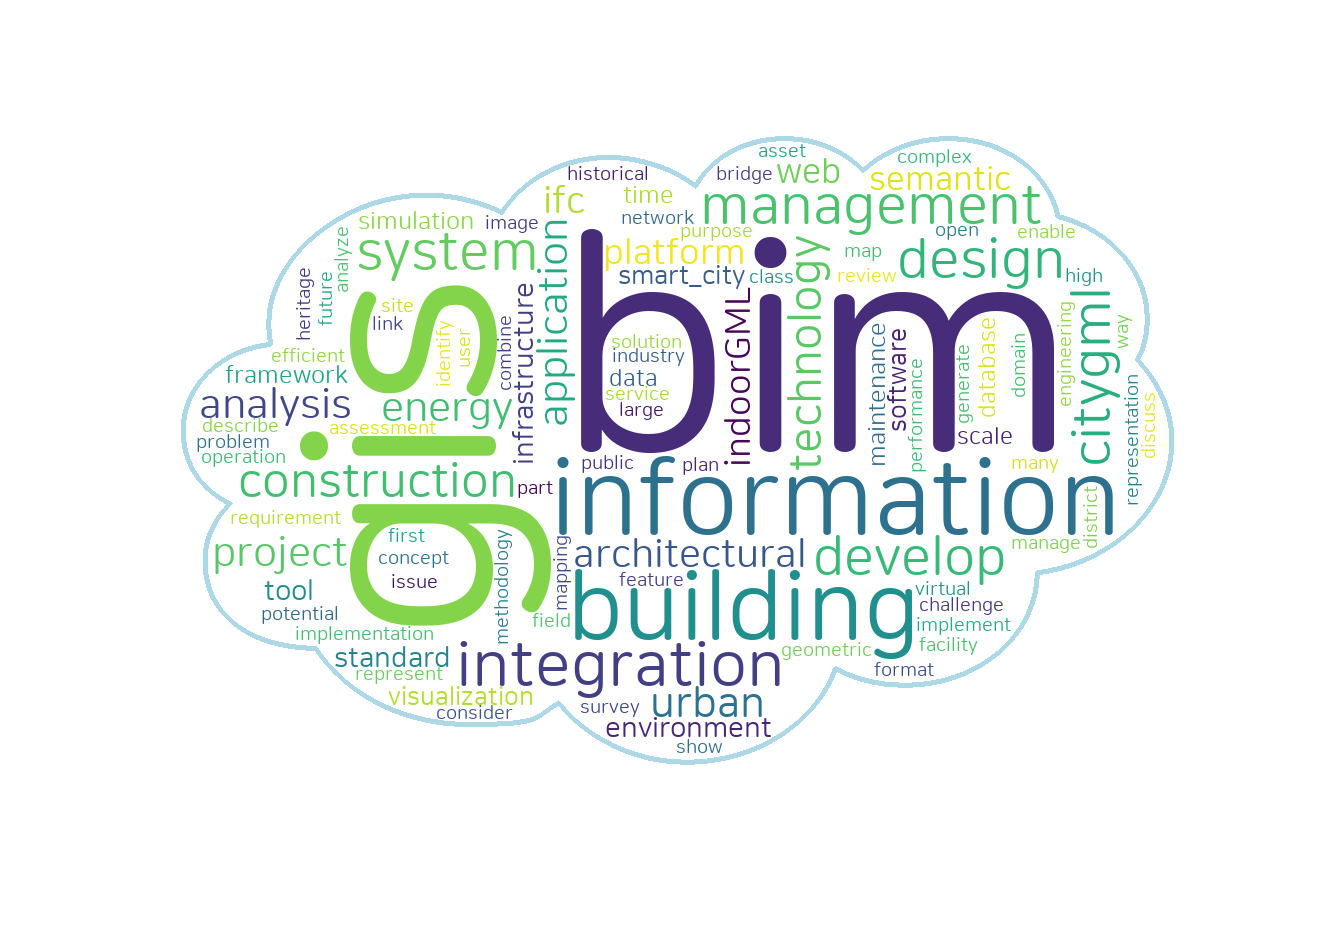 asset
complex
historical
bridge
web
semantic
ifc
time
management
simulation
image
network
purpose
open
enable
system
analyze
application
platform
technology
map
design
heritage
future
smart_city
class
review
high
bim
gis
site
link
infrastructure
indoorGML
citygml
engineering
way
identify
user
combine
solution
industry
data
service
large
maintenance
software
performance
generate
database
domain
efficient
framework
analysis
energy
describe
assessment
problem
operation
scale
representation
discuss
public
plan
many
construction
part
information
district
requirement
first
concept
issue
methodology
mapping
project
architectural
develop
manage
feature
tool
building
virtual
challenge
potential
implement
implementation
field
facility
standard
integration
geometric
represent
format
visualization
consider
survey
urban
environment
show